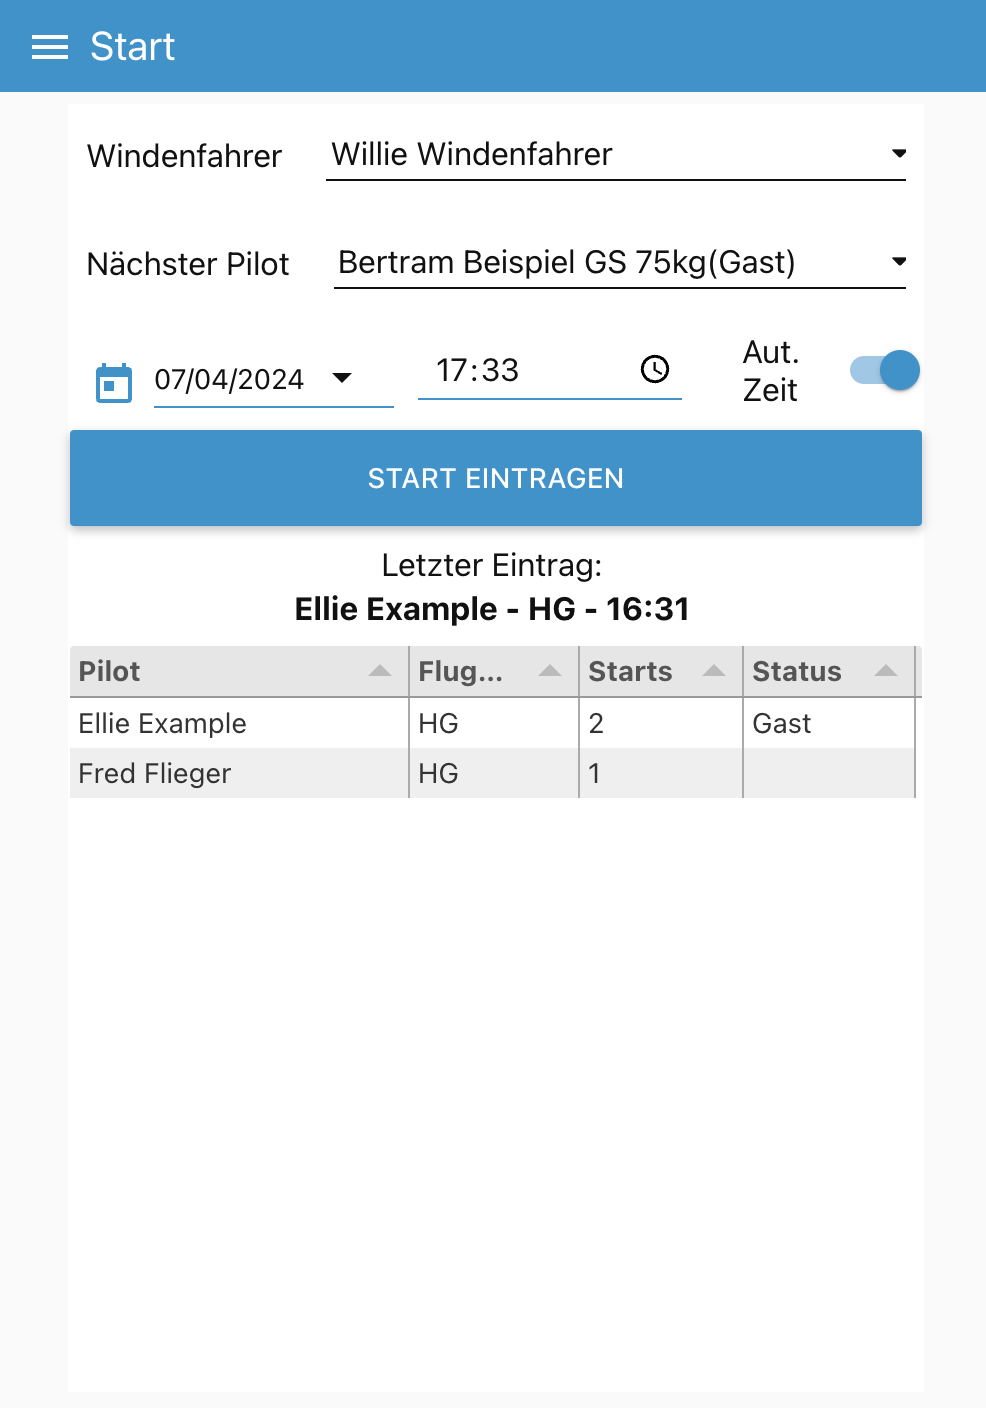 Start
Windenfahrer Willie Windenfahrer
Nächster Pilot Bertram Beispiel GS 75kg(Gast)
07/04/2024 17:33 Aut. Zeit
START EINTRAGEN
Letzter Eintrag:
Ellie Example - HG - 16:31
Pilot Flug... Starts Status
Ellie Example HG 2 Gast
Fred Flieger HG 1